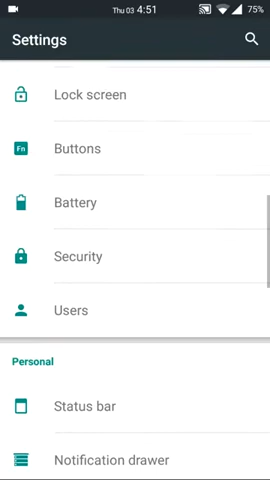 Thu 03 4:51
75%
Settings
Lock screen
Fn
Buttons
Battery
Security
Users
Personal
Status bar
Notification drawer